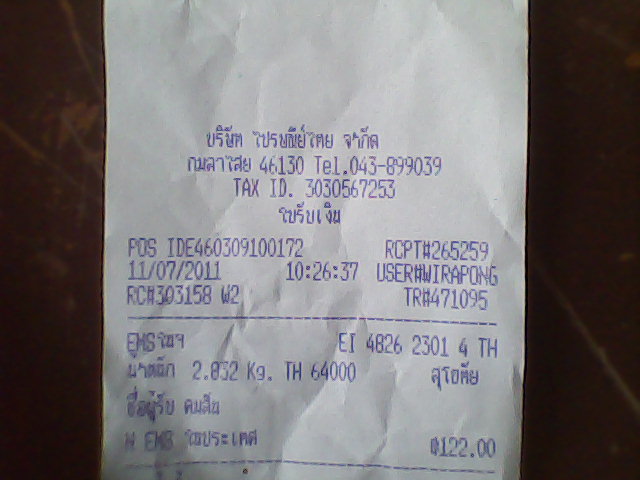 บริษัท ไปรษณีย์ไทย จำกัด
กมลาไสย 46130 Tel.043-899039
TAX ID. 3030567253
ใบรับเงิน
POS IDE460309100172 RCPT#265259
11/07/2011 10:26:37 USER#WIRAPONG
RC#303158 W2 TR#471095
EMSในฯ EI 4826 2301 4 TH
น้ำหนัก 2.832 Kg. TH 64000 สุโขทัย
ชื่อผู้รับ คมสัน
N EMS ในประเทศ ฿122.00